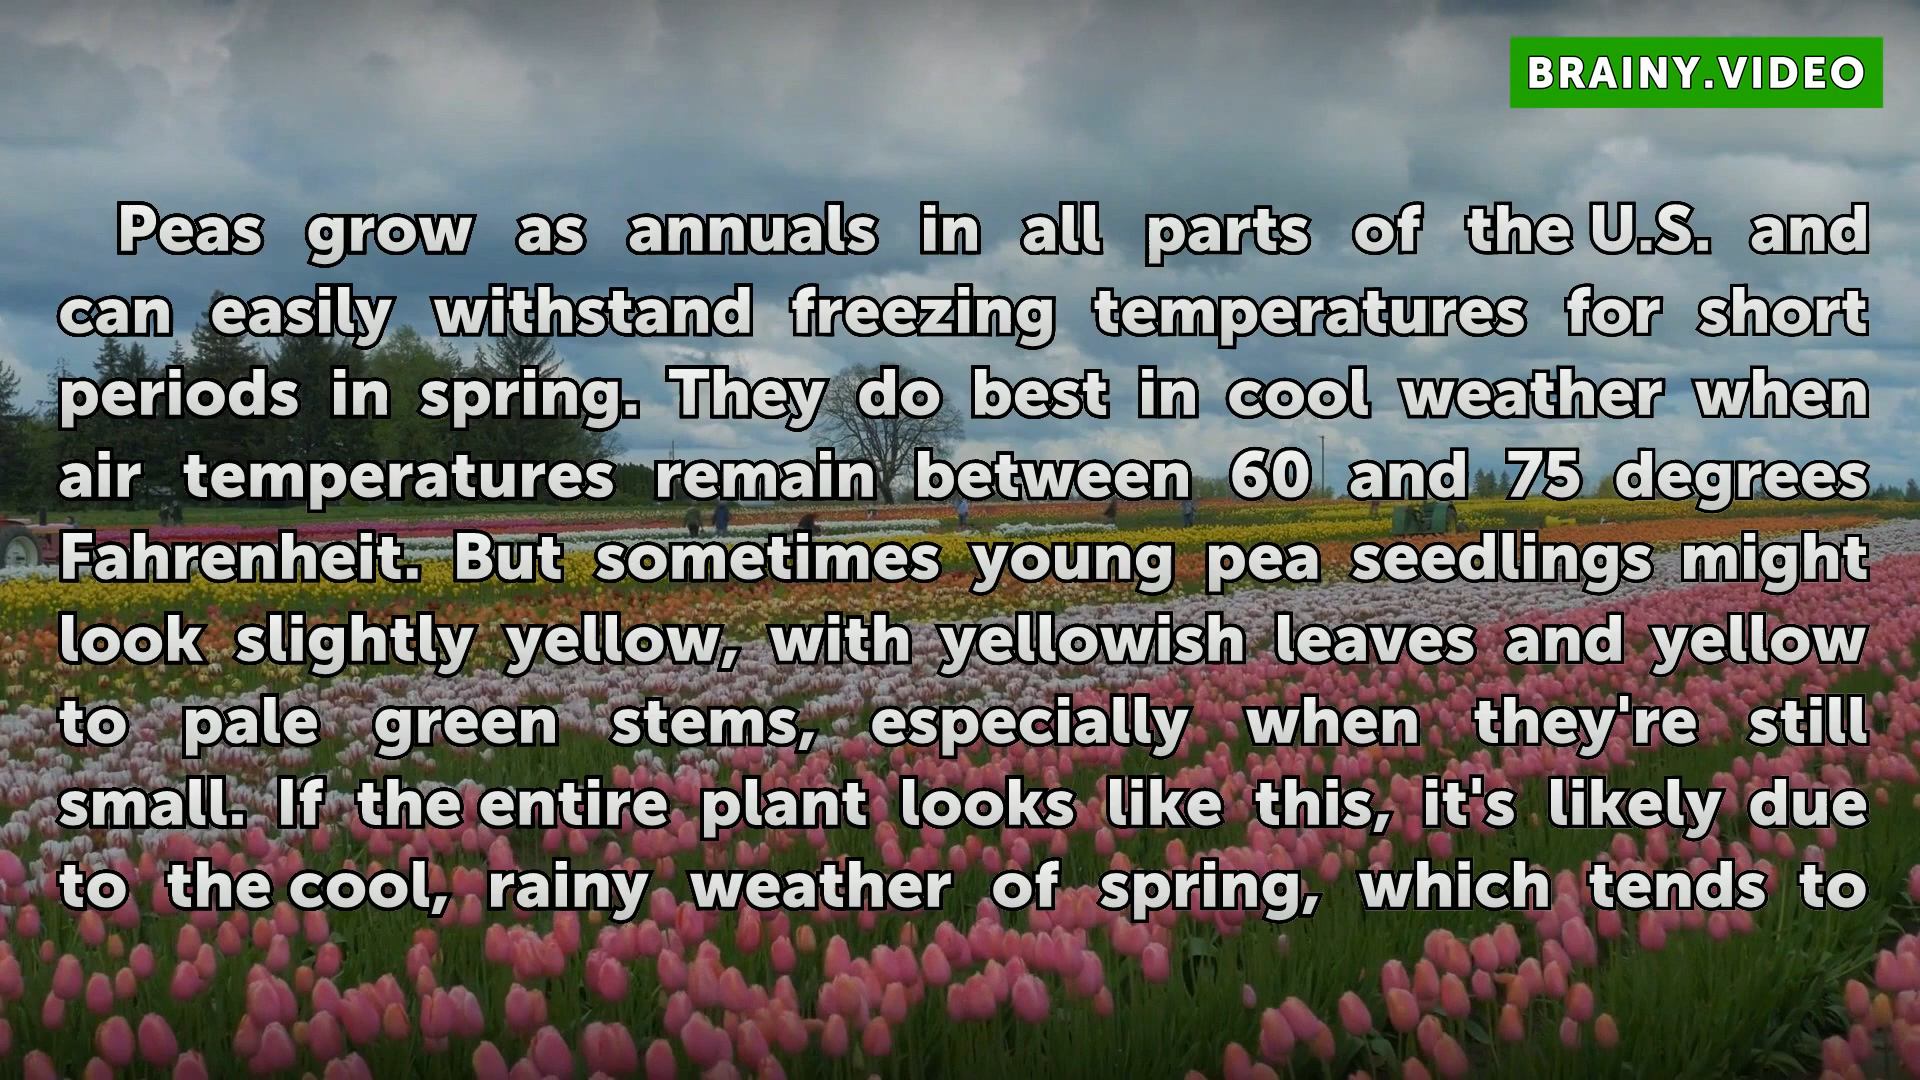 BRAINY.VIDEO
Peas grow as annuals in all parts of the U.S. and
can easily withstand freezing temperatures for short
periods in spring. They do best in cool weather when
air temperatures remain between 60 and 75 degrees
Fahrenheit. But sometimes young pea seedlings might
look slightly yellow, with yellowish leaves and yellow
to pale green stems, especially when they're still
small. If the entire plant looks like this, it's likely due
to the cool, rainy weather of spring, which tends to